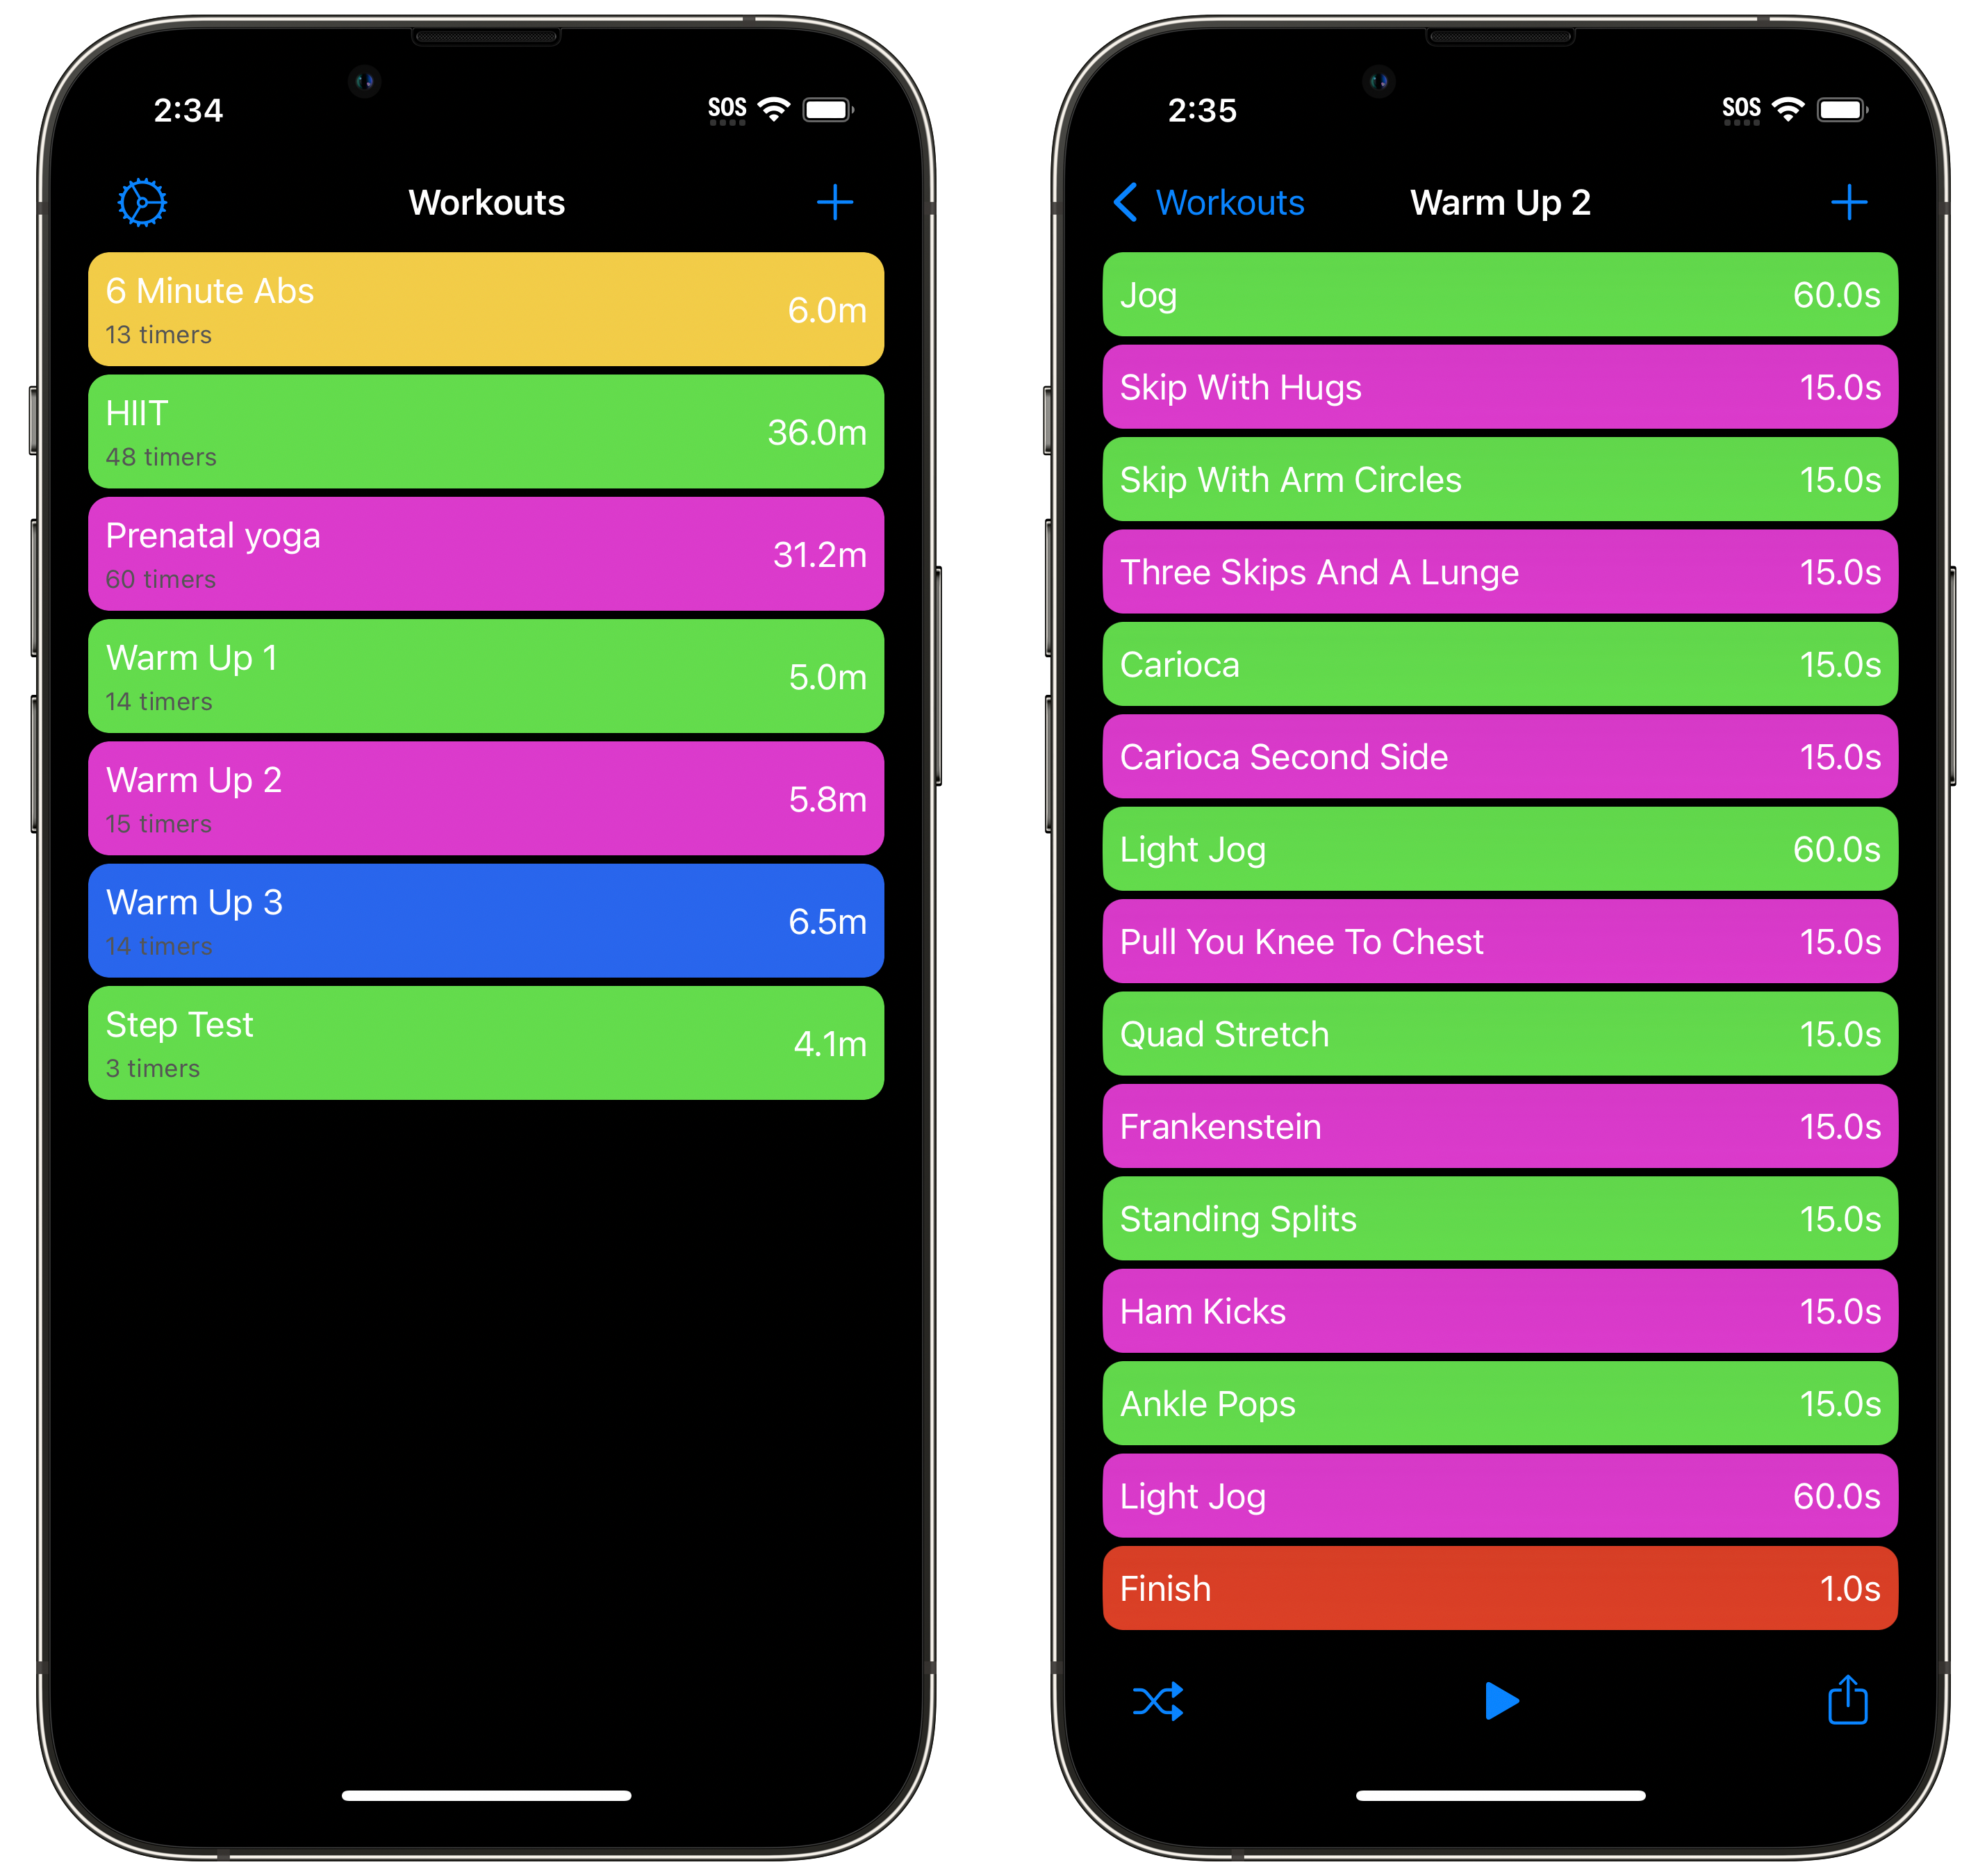 2:34
SOS
Workouts
6 Minute Abs
13 timers
6.0m
HIIT
48 timers
36.0m
Prenatal yoga
60 timers
31.2m
Warm Up 1
14 timers
5.0m
Warm Up 2
15 timers
5.8m
Warm Up 3
14 timers
6.5m
Step Test
3 timers
4.1m
2:35
SOS
Workouts
Warm Up 2
Jog 60.0s
Skip With Hugs 15.0s
Skip With Arm Circles 15.0s
Three Skips And A Lunge 15.0s
Carioca 15.0s
Carioca Second Side 15.0s
Light Jog 60.0s
Pull You Knee To Chest 15.0s
Quad Stretch 15.0s
Frankenstein 15.0s
Standing Splits 15.0s
Ham Kicks 15.0s
Ankle Pops 15.0s
Light Jog 60.0s
Finish 1.0s